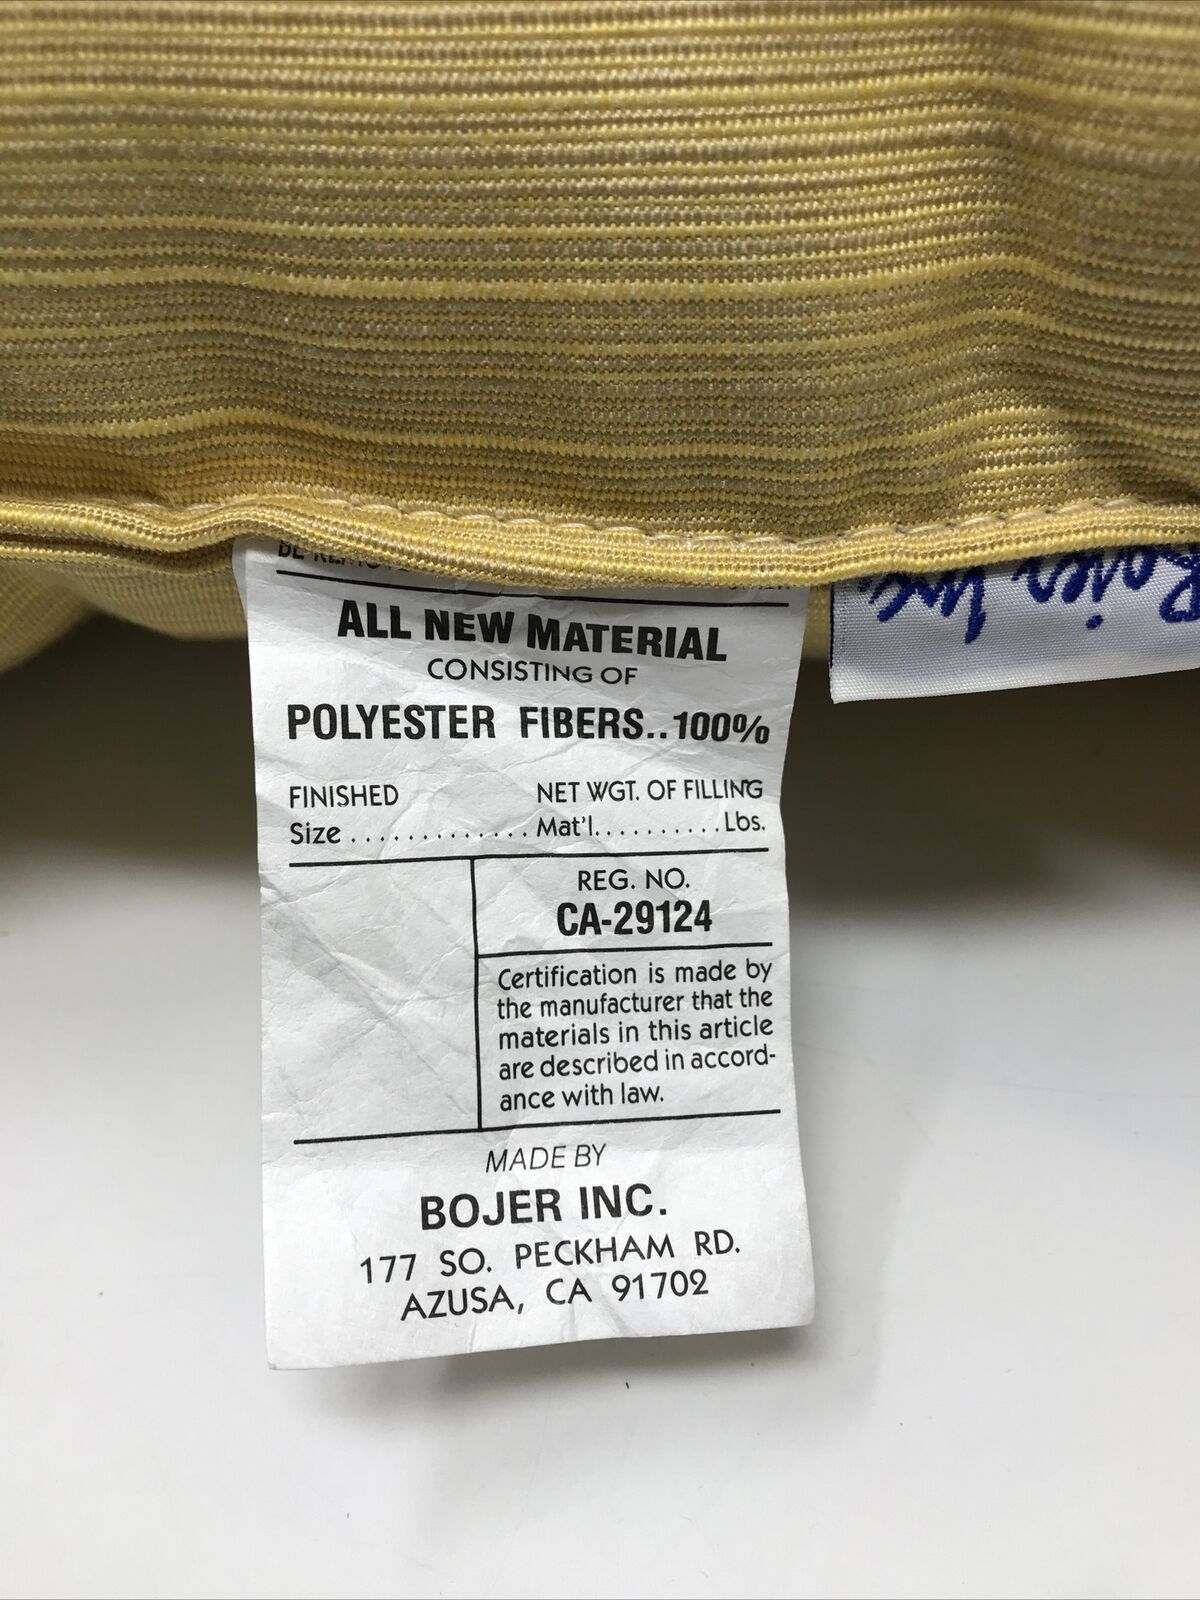 ALL NEW MATERIAL
CONSISTING OF
POLYESTER FIBERS..100%
FINISHED NET WGT. OF FILLING
Size ............. Mat'l.......... Lbs.
REG. NO.
CA-29124
Certification is made by
the manufacturer that the
materials in this article
are described in accord-
ance with law.
MADE BY
BOJER INC.
177 SO. PECKHAM RD.
AZUSA, CA 91702
Bojer Inc.